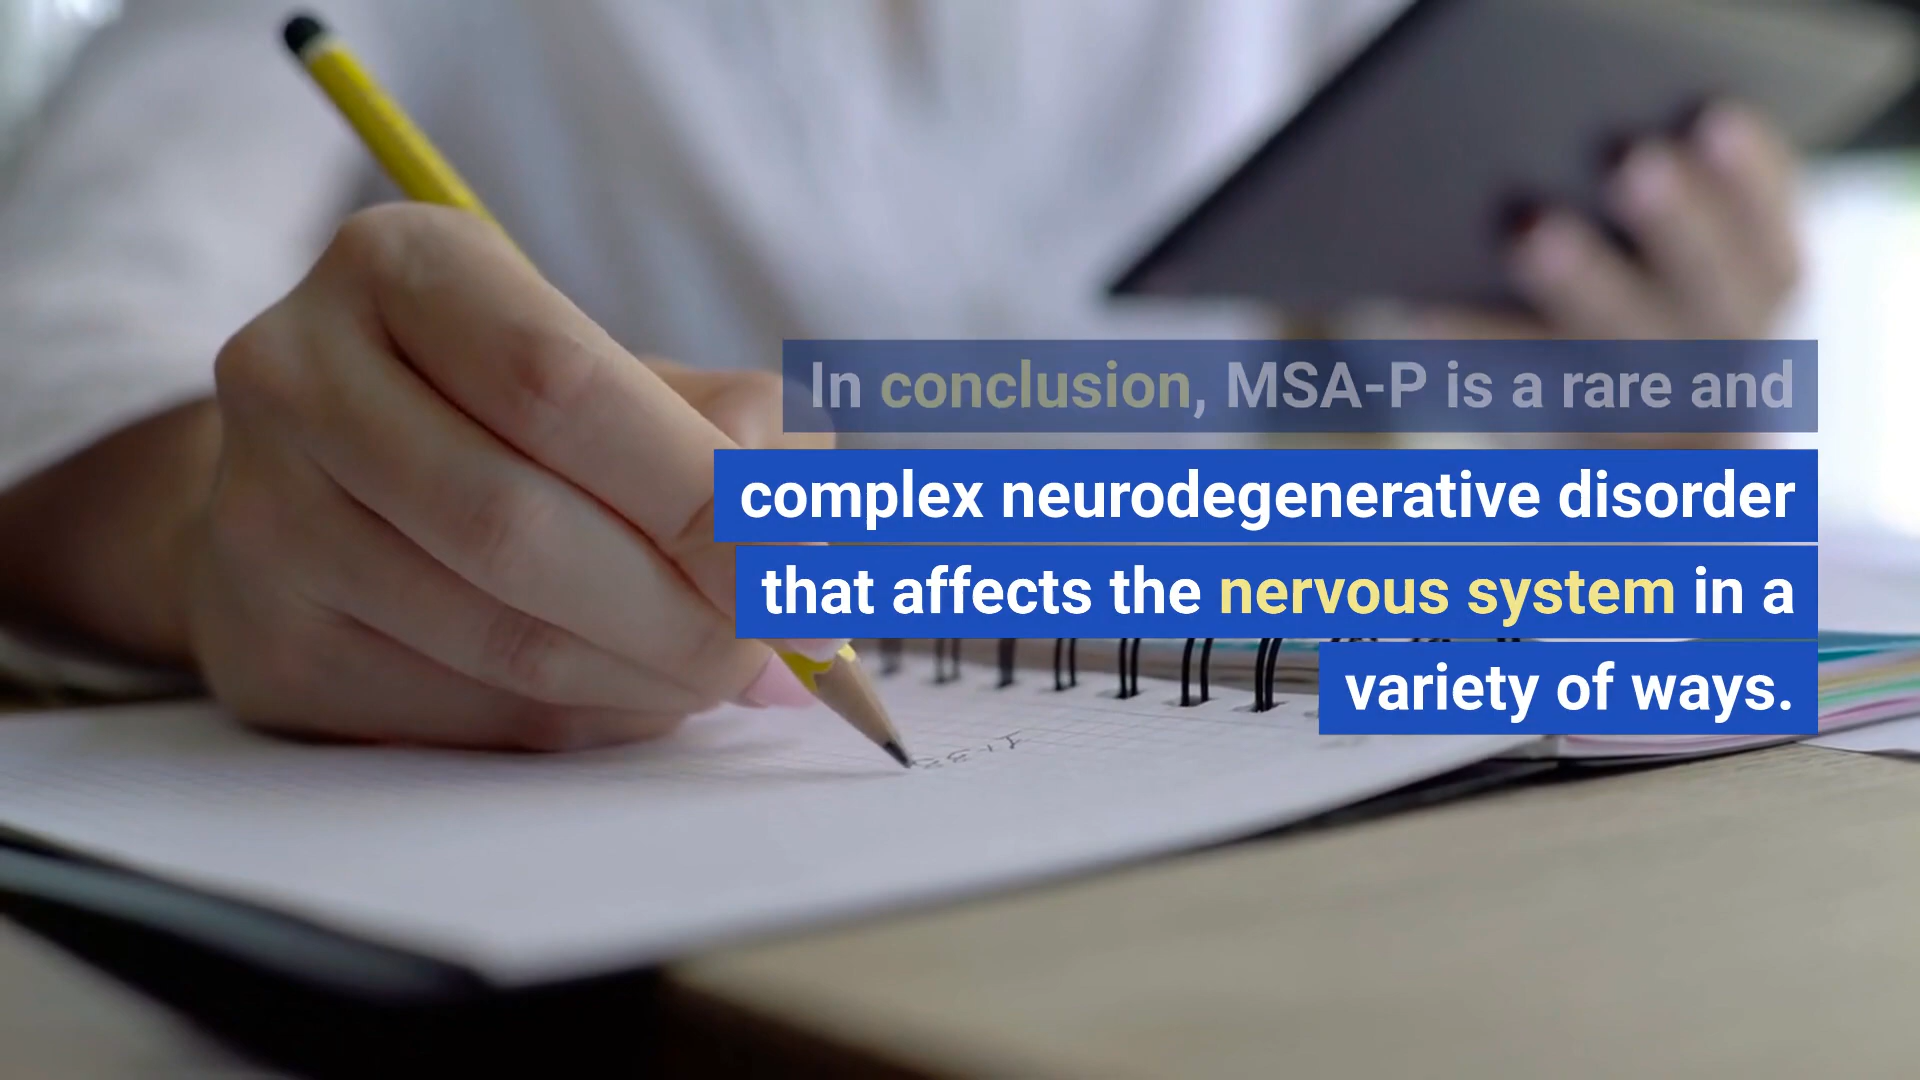 In conclusion, MSA-P is a rare and
complex neurodegenerative disorder
that affects the nervous system in a
variety of ways.